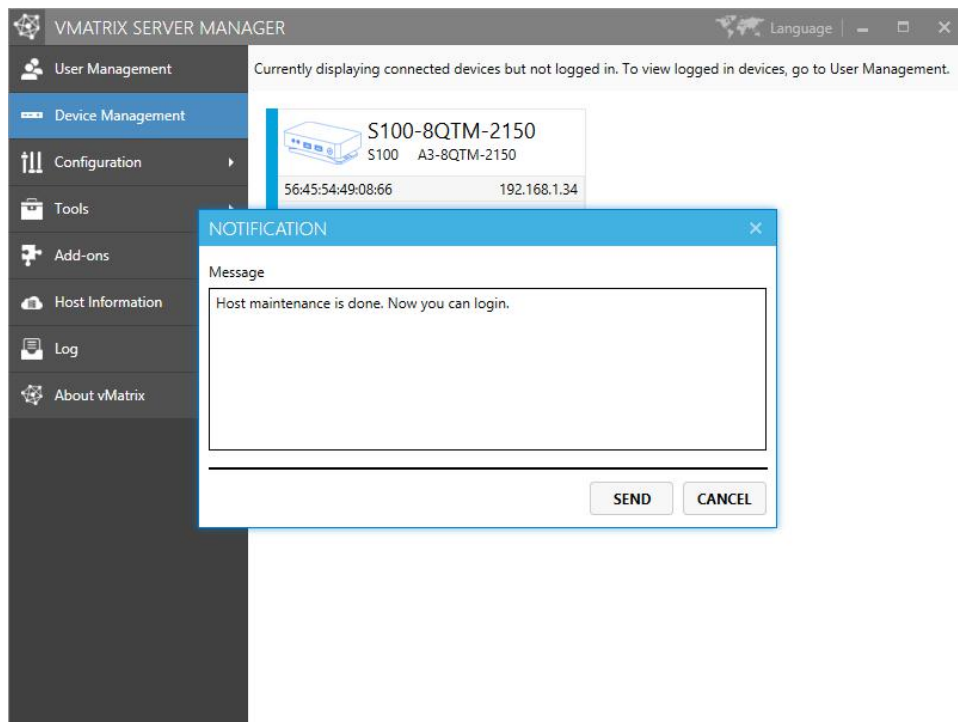 VMATRIX SERVER MANAGER
Language
User Management
Device Management
Configuration
Tools
Add-ons
Host Information
Log
About vMatrix
Currently displaying connected devices but not logged in. To view logged in devices, go to User Management.
S100-8QTM-2150
S100 A3-8QTM-2150
56:45:54:49:08:66 192.168.1.34
NOTIFICATION
Message
Host maintenance is done. Now you can login.
SEND CANCEL